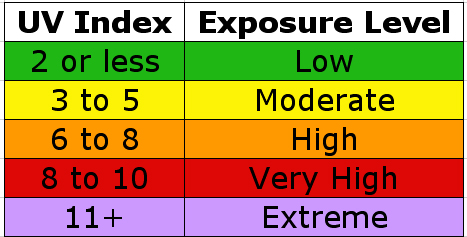 UV Index Exposure Level
2 or less Low
3 to 5 Moderate
6 to 8 High
8 to 10 Very High
11+ Extreme